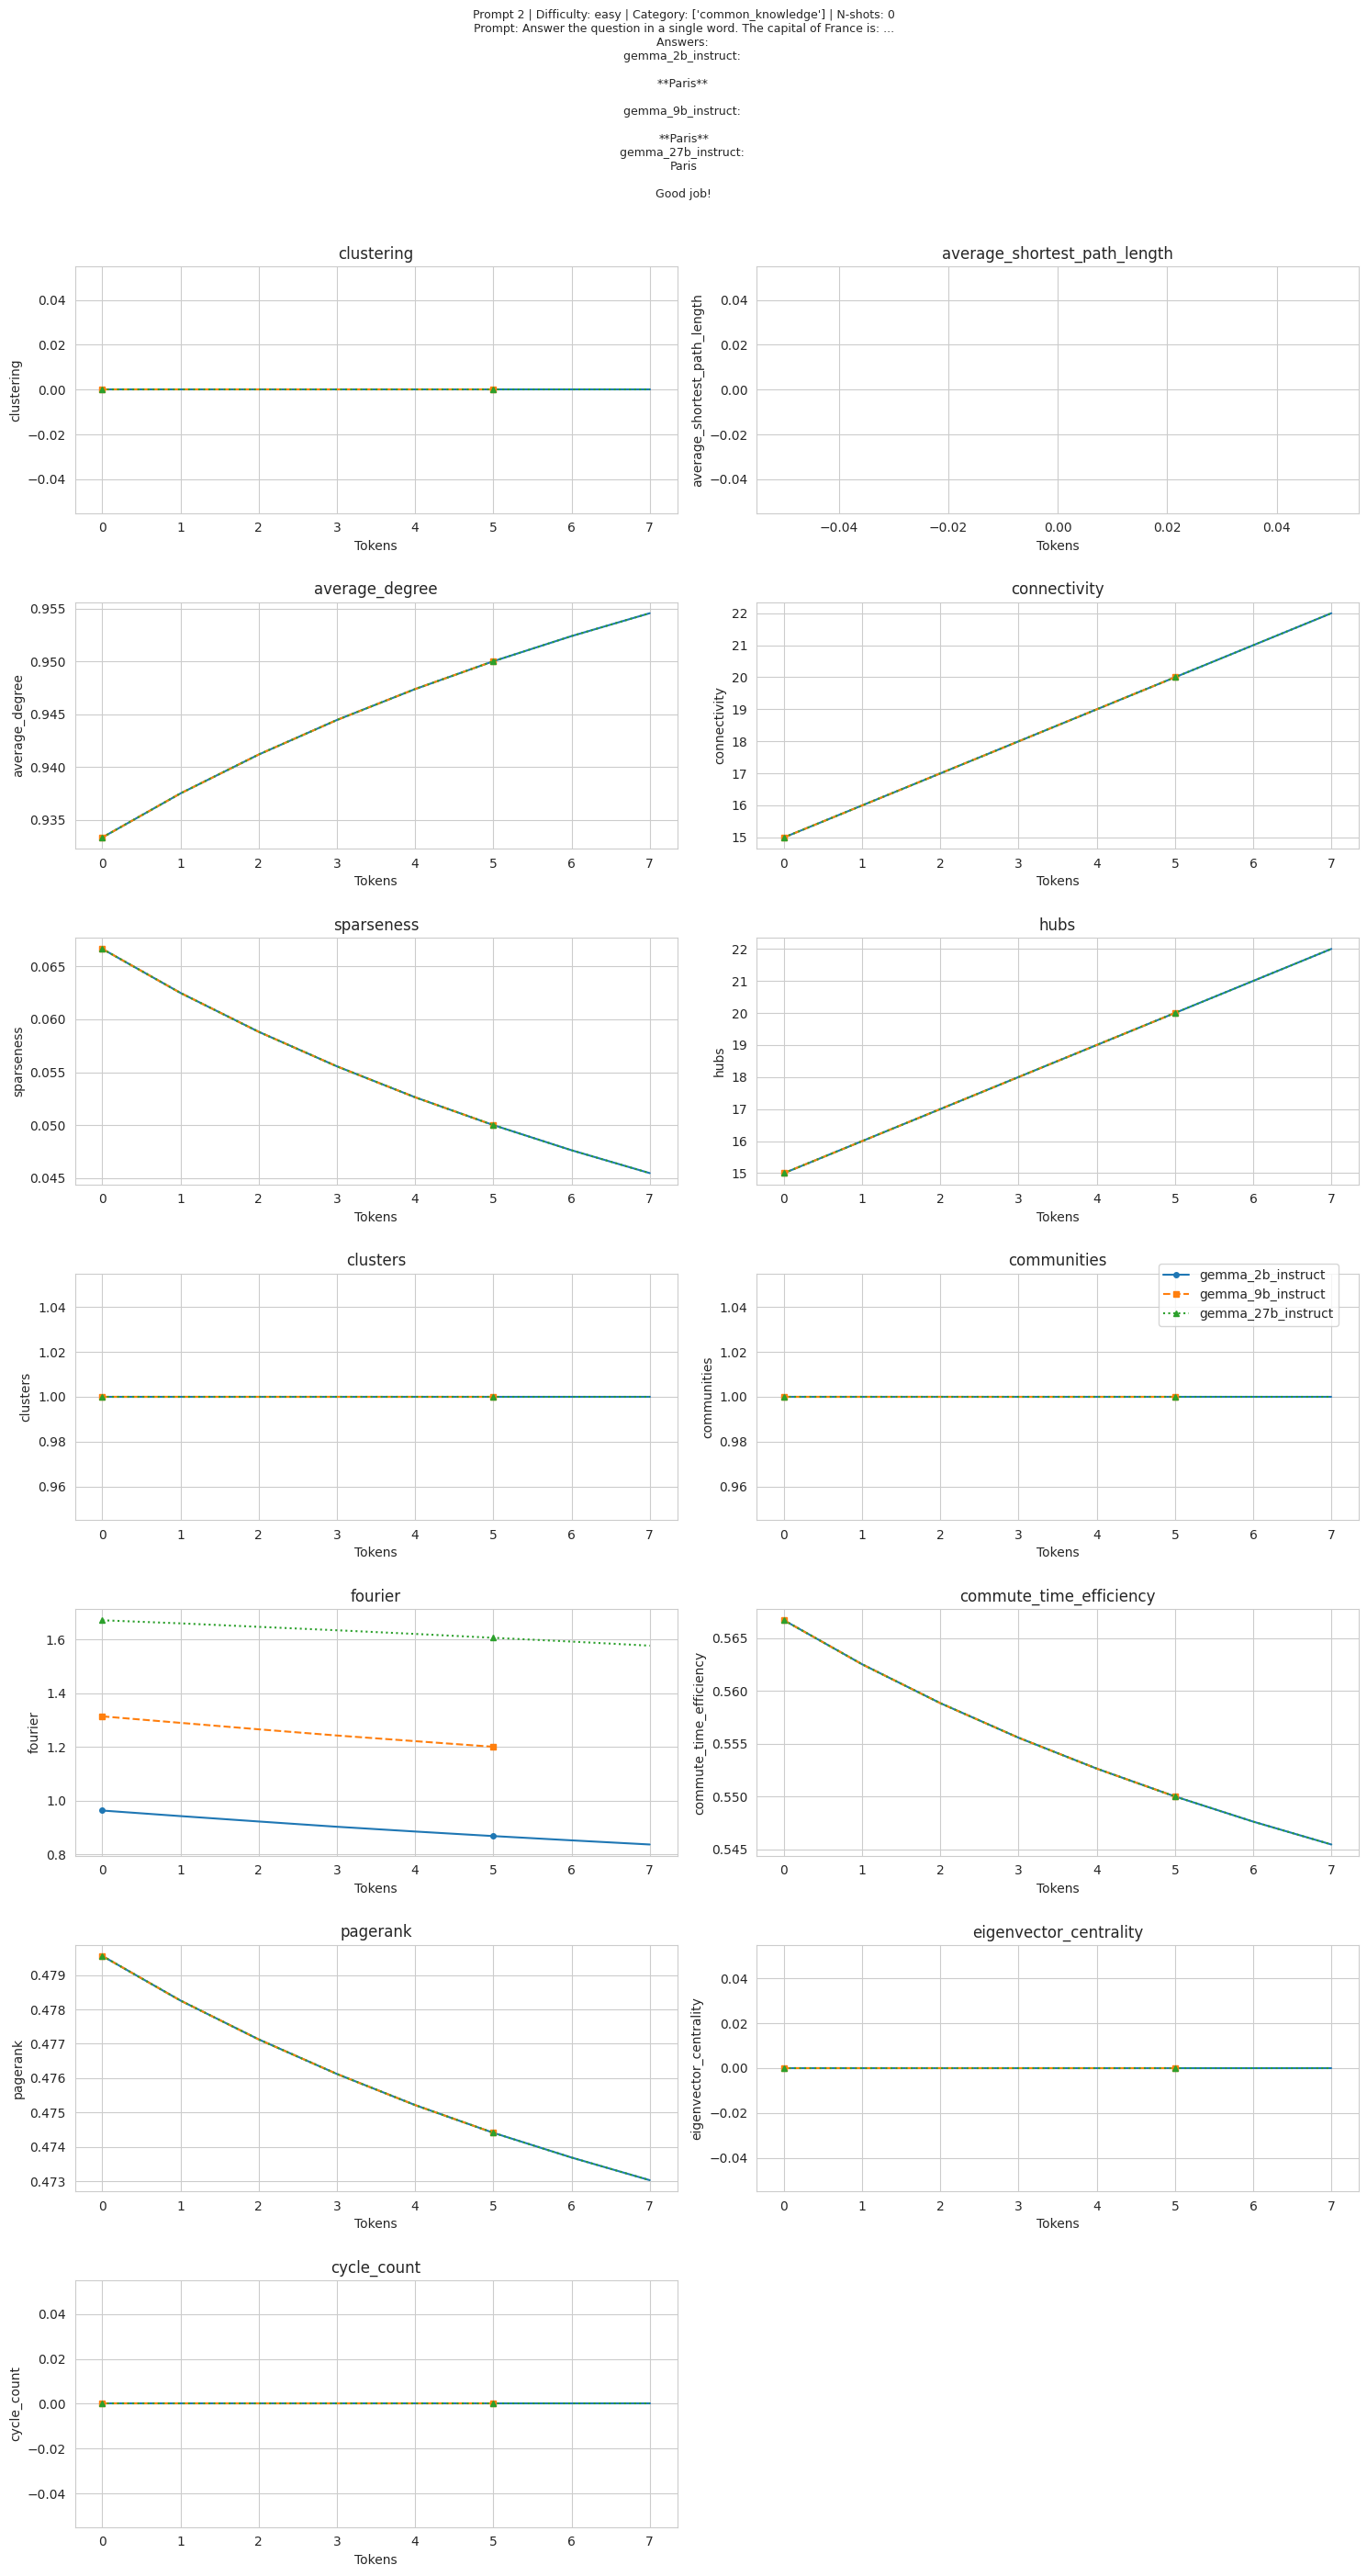 Prompt 2 | Difficulty: easy | Category: ['common_knowledge'] | N-shots: 0
Prompt: Answer the question in a single word. The capital of France is: ...
Answers:
gemma_2b_instruct:
**Paris**
gemma_9b_instruct:
**Paris**
gemma_27b_instruct:
Paris
Good job!
clustering
clustering
0.04
0.02
0.00
−0.02
−0.04
0 1 2 3 4 5 6 7
Tokens
average_shortest_path_length
average_shortest_path_length
0.04
0.02
0.00
−0.02
−0.04
−0.04 −0.02 0.00 0.02 0.04
Tokens
average_degree
average_degree
0.955
0.950
0.945
0.940
0.935
0 1 2 3 4 5 6 7
Tokens
connectivity
connectivity
22
21
20
19
18
17
16
15
0 1 2 3 4 5 6 7
Tokens
sparseness
sparseness
0.065
0.060
0.055
0.050
0.045
0 1 2 3 4 5 6 7
Tokens
hubs
hubs
22
21
20
19
18
17
16
15
0 1 2 3 4 5 6 7
Tokens
clusters
clusters
1.04
1.02
1.00
0.98
0.96
0 1 2 3 4 5 6 7
Tokens
communities
gemma_2b_instruct
gemma_9b_instruct
gemma_27b_instruct
communities
1.04
1.02
1.00
0.98
0.96
0 1 2 3 4 5 6 7
Tokens
fourier
fourier
1.6
1.4
1.2
1.0
0.8
0 1 2 3 4 5 6 7
Tokens
commute_time_efficiency
commute_time_efficiency
0.565
0.560
0.555
0.550
0.545
0 1 2 3 4 5 6 7
Tokens
pagerank
pagerank
0.479
0.478
0.477
0.476
0.475
0.474
0.473
0 1 2 3 4 5 6 7
Tokens
eigenvector_centrality
eigenvector_centrality
0.04
0.02
0.00
−0.02
−0.04
0 1 2 3 4 5 6 7
Tokens
cycle_count
cycle_count
0.04
0.02
0.00
−0.02
−0.04
0 1 2 3 4 5 6 7
Tokens